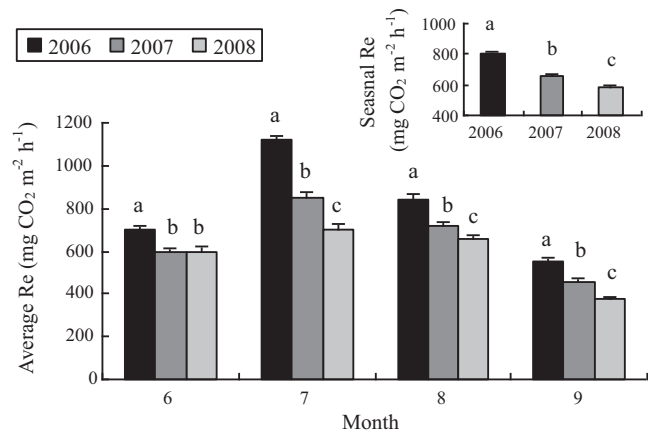 2006 2007 2008
Seasnal Re
(mg CO₂ m⁻² h⁻¹)
1000
800
600
400
a
b
c
2006 2007 2008
Average Re (mg CO₂ m⁻² h⁻¹)
1200
1000
800
600
400
200
0
a b b
a b c
a b c
a b c
6 7 8 9
Month